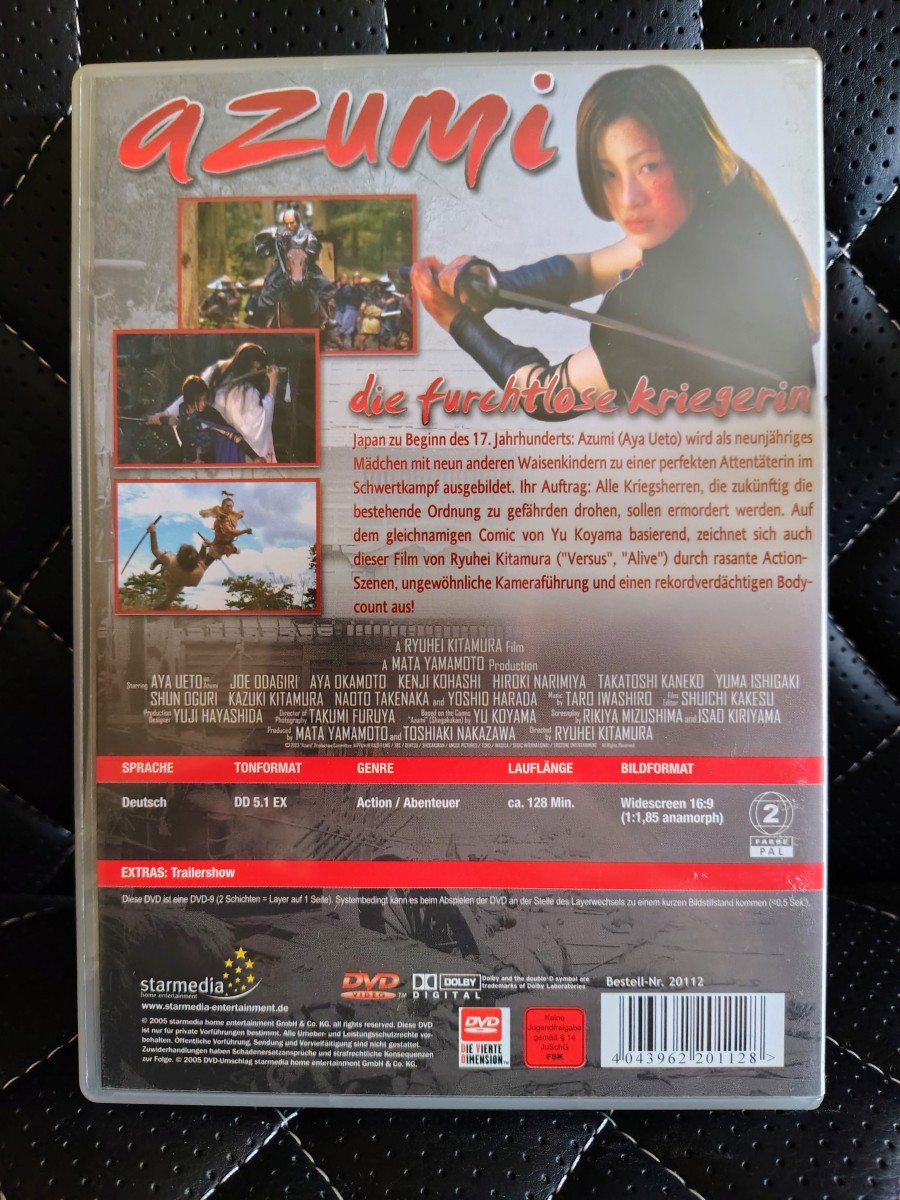 azumi
die furchtlose kriegerin
Japan zu Beginn des 17. Jahrhunderts: Azumi (Aya Ueto) wird als neunjähriges
Mädchen mit neun anderen Waisenkindern zu einer perfekten Attentäterin im
Schwertkampf ausgebildet. Ihr Auftrag: Alle Kriegsherren, die zukünftig die
bestehende Ordnung zu gefährden drohen, sollen ermordert werden. Auf
dem gleichnamigen Comic von Yu Koyama basierend, zeichnet sich auch
dieser Film von Ryuhei Kitamura ("Versus", "Alive") durch rasante Action-
Szenen, ungewöhnliche Kameraführung und einen rekordverdächtigen Body-
count aus!
A RYUHEI KITAMURA Film
A MATA YAMAMOTO Production
Starring AYA UETO as Azumi JOE ODAGIRI AYA OKAMOTO KENJI KOHASHI HIROKI NARIMIYA TAKATOSHI KANEKO YUMA ISHIGAKI
SHUN OGURI KAZUKI KITAMURA NAOTO TAKENAKA and YOSHIO HARADA Music by TARO IWASHIRO Film Editor SHUICHI KAKESU
Production Designer YUJI HAYASHIDA Director of Photography TAKUMI FURUYA Based on the Comic "Azumi" (Shogakukan) by YU KOYAMA Screenplay by RIKIYA MIZUSHIMA and ISAO KIRIYAMA
Produced by MATA YAMAMOTO and TOSHIAKI NAKAZAWA Directed by RYUHEI KITAMURA
SPRACHE TONFORMAT GENRE LAUFLÄNGE BILDFORMAT
Deutsch DD 5.1 EX Action / Abenteuer ca. 128 Min. Widescreen 16:9
(1:1,85 anamorph)
2
FARBE
PAL
EXTRAS: Trailershow
Diese DVD ist eine DVD-9 (2 Schichten = Layer auf 1 Seite). Systembedingt kann es beim Abspielen der DVD an der Stelle des Layerwechsels zu einem kurzen Bildstillstand kommen (<0,5 Sek.).
starmedia
home entertainment
www.starmedia-entertainment.de
DVD
VIDEO TM
DOLBY
DIGITAL
Dolby and the double-D symbol are
trademarks of Dolby Laboratories
Bestell-Nr. 20112
© 2005 starmedia home entertainment GmbH & Co. KG, all rights reserved. Diese DVD
ist nur für private Vorführungen bestimmt. Alle Urheber- und Leistungsschutzrechte vor-
behalten. Öffentliche Vorführung, Sendung und Vervielfältigung sind nicht gestattet.
Zuwiderhandlungen haben Schadenersatzansprüche und strafrechtliche Konsequenzen
zur Folge. © 2005 DVD-Umschlag starmedia home entertainment GmbH & Co. KG.
DVD
DIE VIERTE
DIMENSION
Keine
Jugendfreigabe
gemäß § 14
JuSchG
FSK
4 043962 201128 >